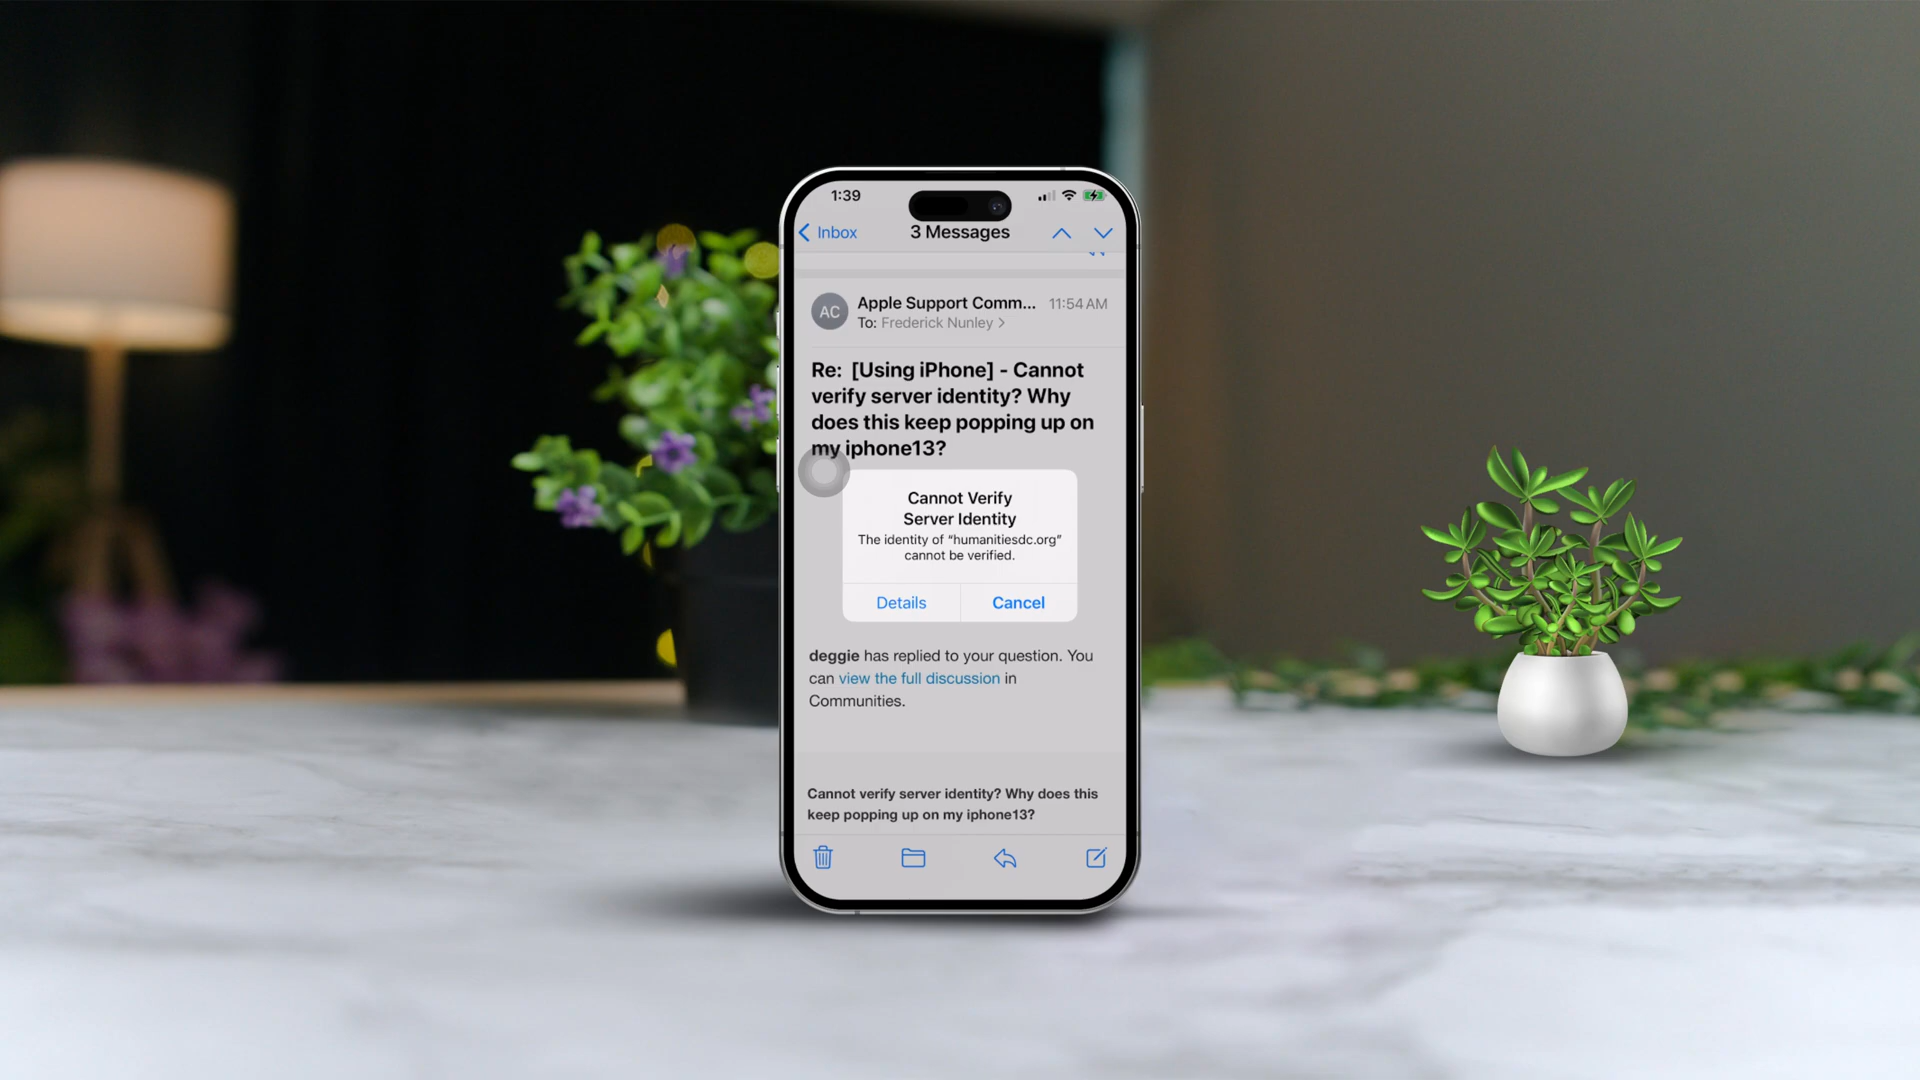 1:39
Inbox
3 Messages
AC
Apple Support Comm...
11:54 AM
To: Frederick Nunley
Re: [Using iPhone] - Cannot
verify server identity? Why
does this keep popping up on
my iphone13?
Cannot Verify
Server Identity
The identity of “humanitiesdc.org”
cannot be verified.
Details
Cancel
deggie has replied to your question. You
can view the full discussion in
Communities.
Cannot verify server identity? Why does this
keep popping up on my iphone13?